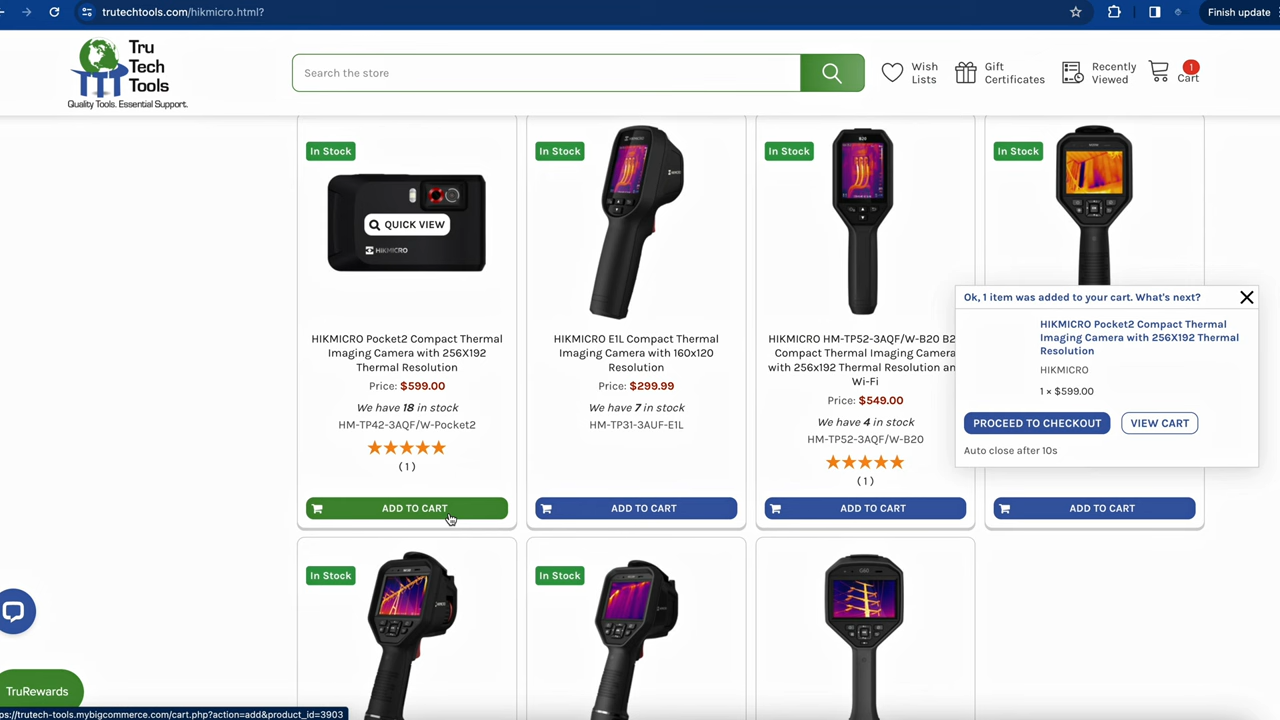 trutechtools.com/hikmicro.html?
Finish update
Tru
Tech
Tools
Quality Tools. Essential Support.
Search the store
Wish
Lists
Gift
Certificates
Recently
Viewed
1
Cart
In Stock
QUICK VIEW
HIKMICRO
HIKMICRO Pocket2 Compact Thermal
Imaging Camera with 256X192
Thermal Resolution
Price: $599.00
We have 18 in stock
HM-TP42-3AQF/W-Pocket2
( 1 )
ADD TO CART
In Stock
HIKMICRO E1L Compact Thermal
Imaging Camera with 160x120
Resolution
Price: $299.99
We have 7 in stock
HM-TP31-3AUF-E1L
ADD TO CART
In Stock
B20
HIKMICRO HM-TP52-3AQF/W-B20 B2
Compact Thermal Imaging Camera
with 256x192 Thermal Resolution an
Wi-Fi
Price: $549.00
We have 4 in stock
HM-TP52-3AQF/W-B20
( 1 )
ADD TO CART
In Stock
ADD TO CART
Ok, 1 item was added to your cart. What's next?
HIKMICRO Pocket2 Compact Thermal
Imaging Camera with 256X192 Thermal
Resolution
HIKMICRO
1 × $599.00
PROCEED TO CHECKOUT
VIEW CART
Auto close after 10s
In Stock
In Stock
TruRewards
ps://trutech-tools.mybigcommerce.com/cart.php?action=add&product_id=3903